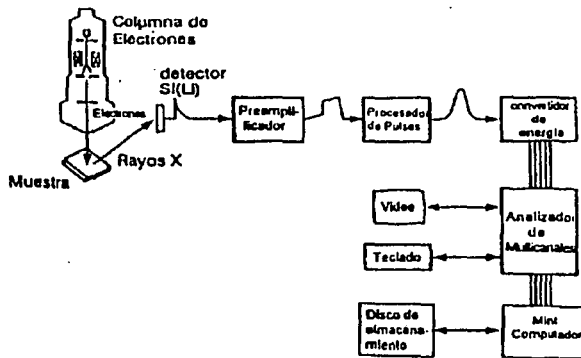 Columna de
Electrones
detector
SI(LI)
Electrones
Rayos X
Muestra
Preampli-
ficador
Procesador
de Pulses
convertidor
de
energía
Video
Teclado
Analizador
de
Multicanales
Disco de
almacena-
miento
Mini
Computador